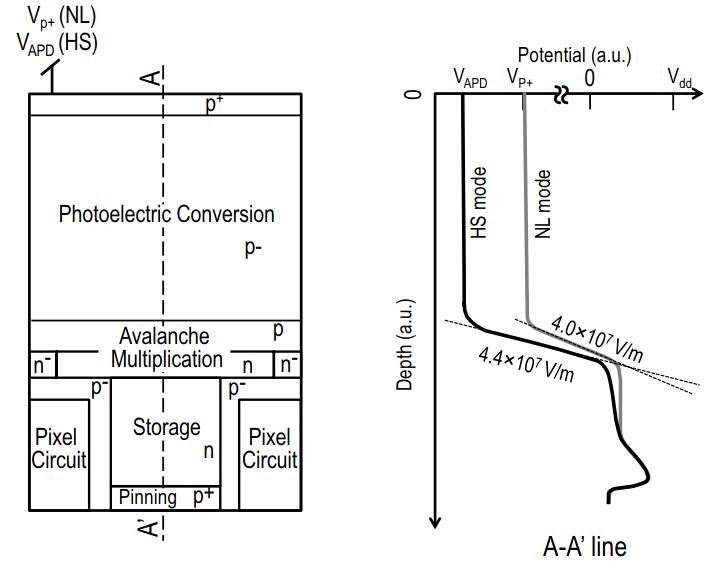 Vp+ (NL)
VAPD (HS)
A
p+
Photoelectric Conversion
p-
Avalanche
Multiplication
p
n-
n
n-
p-
p-
Pixel
Circuit
Storage
n
Pixel
Circuit
Pinning p+
A'
Potential (a.u.)
VAPD
VP+
0
Vdd
0
HS mode
NL mode
Depth (a.u.)
4.0×10⁷ V/m
4.4×10⁷ V/m
A-A' line